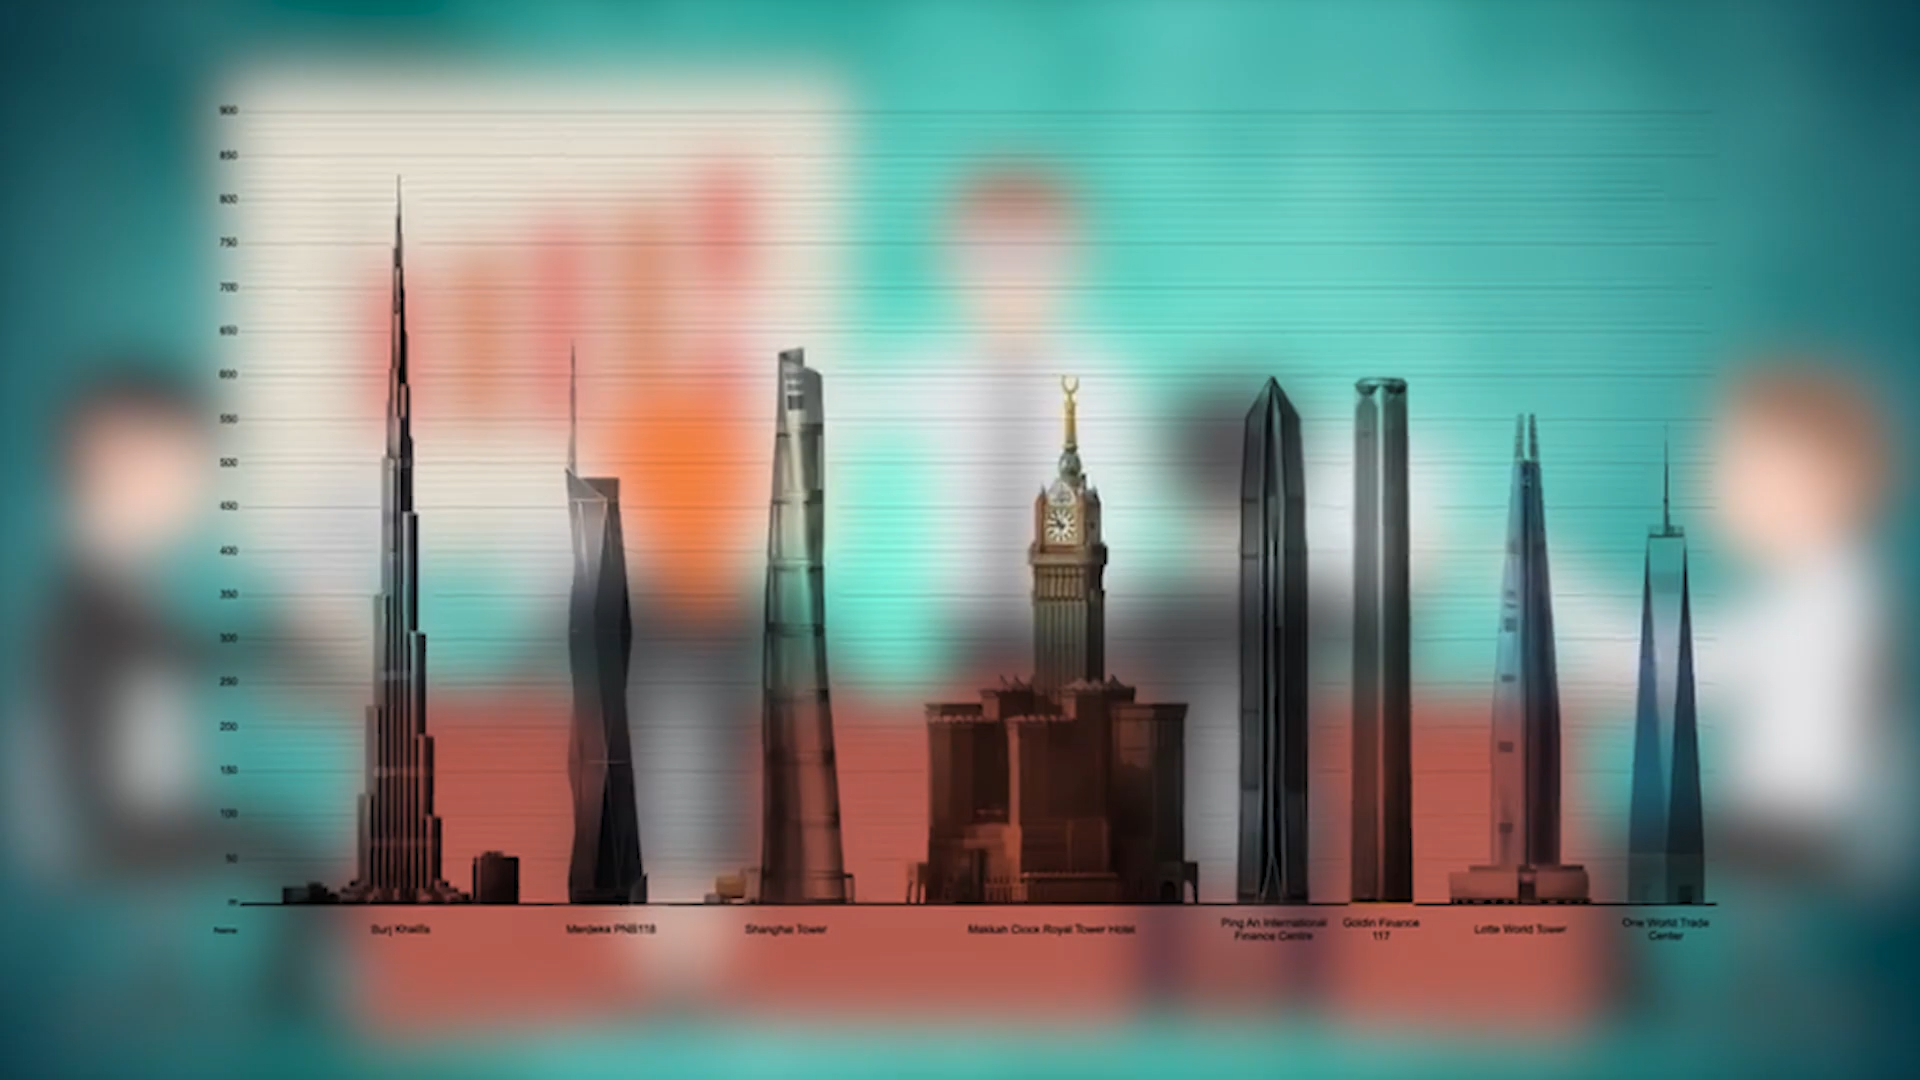 900
850
800
750
700
650
600
550
500
450
400
350
300
250
200
150
100
50
m
Name
Burj Khalifa
Merdeka PNB118
Shanghai Tower
Makkah Clock Royal Tower Hotel
Ping An International
Finance Centre
Goldin Finance
117
Lotte World Tower
One World Trade
Center